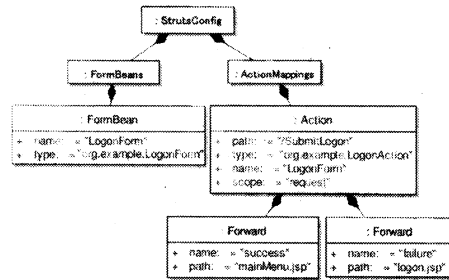 : StrutsConfig
: FormBeans
: ActionMappings
: FormBean
+ name: = "LogonForm"
+ type: = "org.example.LogonForm"
: Action
+ path: = "/SubmitLogon"
+ type: = "org.example.LogonAction"
+ name: = "LogonForm"
+ scope: = "request"
: Forward
+ name: = "success"
+ path: = "mainMenu.jsp"
: Forward
+ name: = "failure"
+ path: = "logon.jsp"